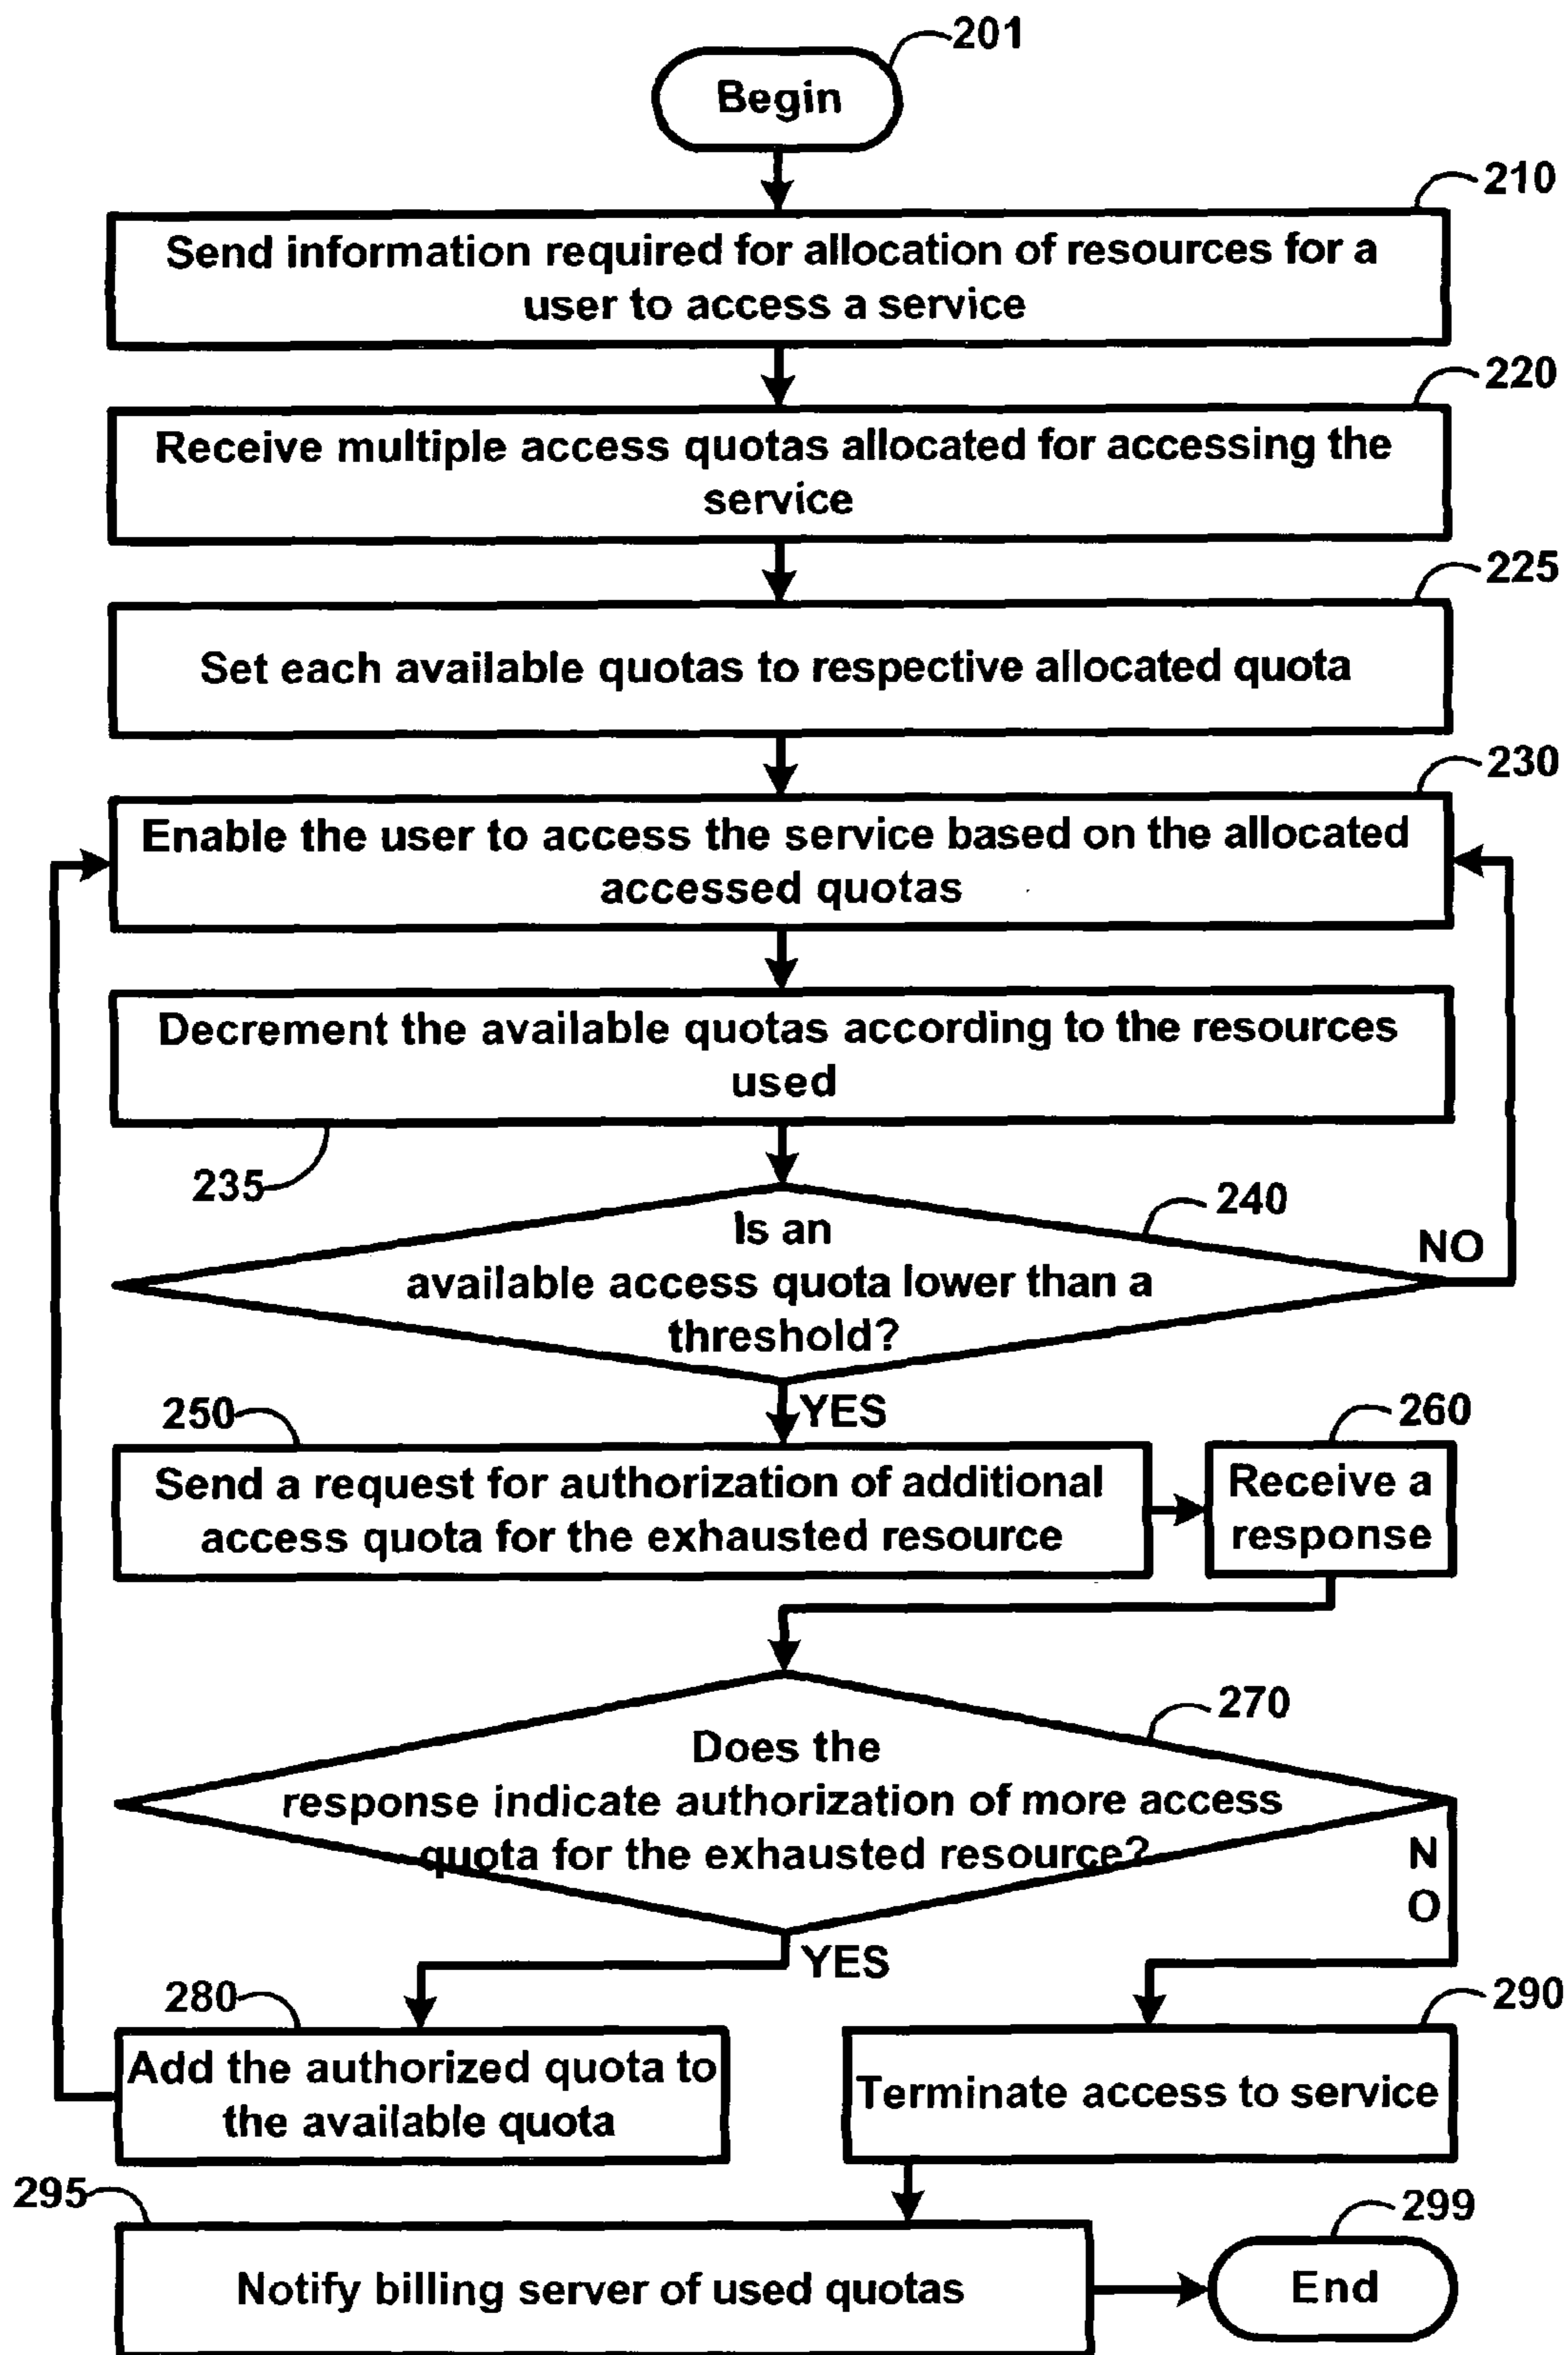 201
Begin
210
Send information required for allocation of resources for a
user to access a service
220
Receive multiple access quotas allocated for accessing the
service
225
Set each available quotas to respective allocated quota
230
Enable the user to access the service based on the allocated
accessed quotas
Decrement the available quotas according to the resources
used
235
240
Is an
available access quota lower than a
threshold?
NO
YES
250
Send a request for authorization of additional
access quota for the exhausted resource
260
Receive a
response
270
Does the
response indicate authorization of more access
quota for the exhausted resource?
N
O
YES
280
Add the authorized quota to
the available quota
290
Terminate access to service
295
Notify billing server of used quotas
299
End